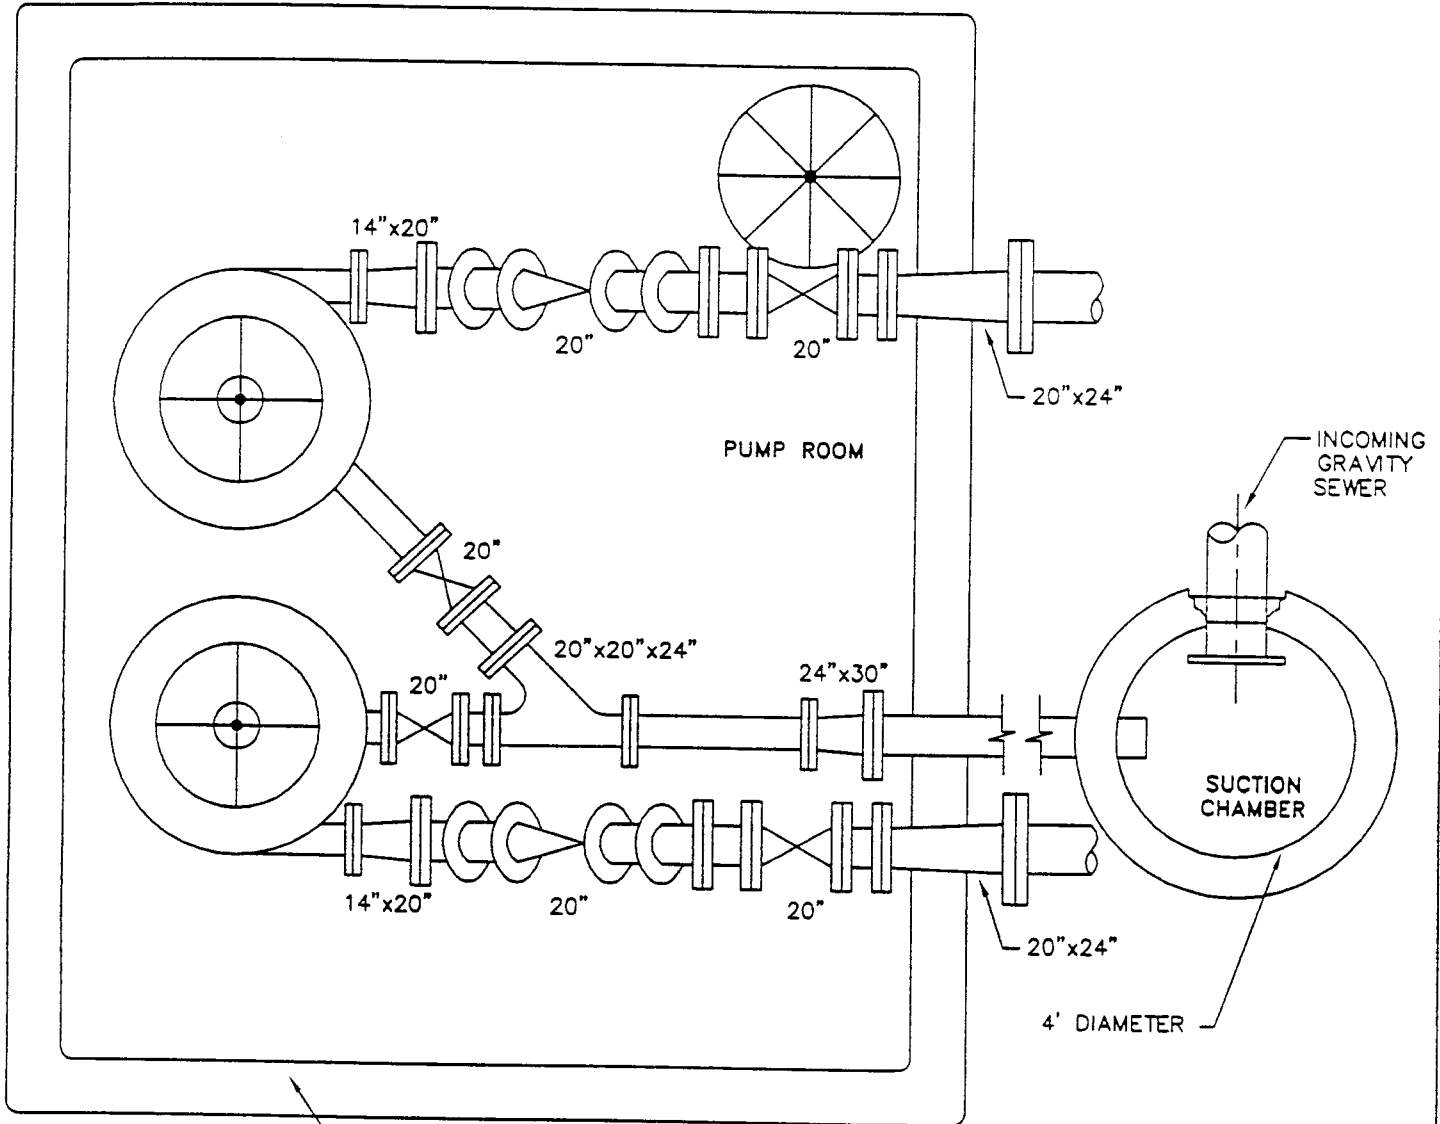 14"x20"
20"
20"
20"x24"
PUMP ROOM
INCOMING
GRAVITY
SEWER
20"
20"x20"x24"
24"x30"
20"
SUCTION
CHAMBER
14"x20"
20"
20"
20"x24"
4' DIAMETER